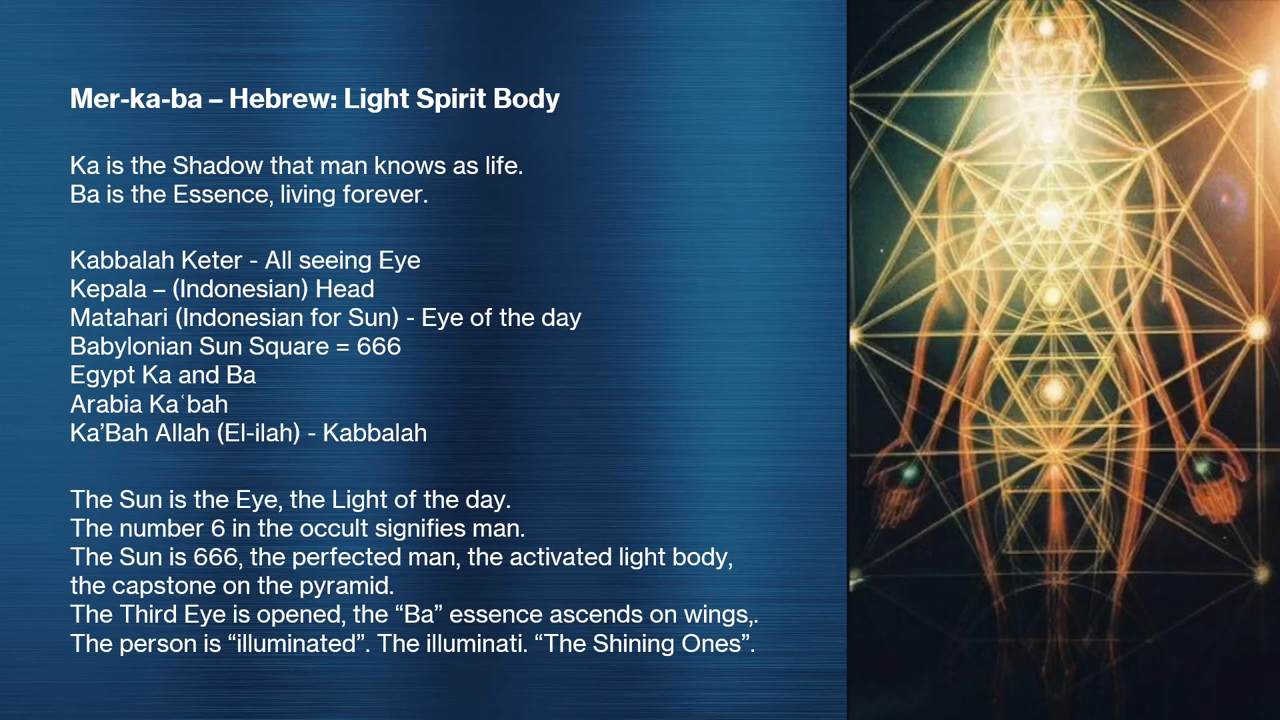 Mer-ka-ba – Hebrew: Light Spirit Body
Ka is the Shadow that man knows as life.
Ba is the Essence, living forever.
Kabbalah Keter - All seeing Eye
Kepala – (Indonesian) Head
Matahari (Indonesian for Sun) - Eye of the day
Babylonian Sun Square = 666
Egypt Ka and Ba
Arabia Kaʿbah
Ka’Bah Allah (El-ilah) - Kabbalah
The Sun is the Eye, the Light of the day.
The number 6 in the occult signifies man.
The Sun is 666, the perfected man, the activated light body,
the capstone on the pyramid.
The Third Eye is opened, the “Ba” essence ascends on wings,.
The person is “illuminated”. The illuminati. “The Shining Ones”.